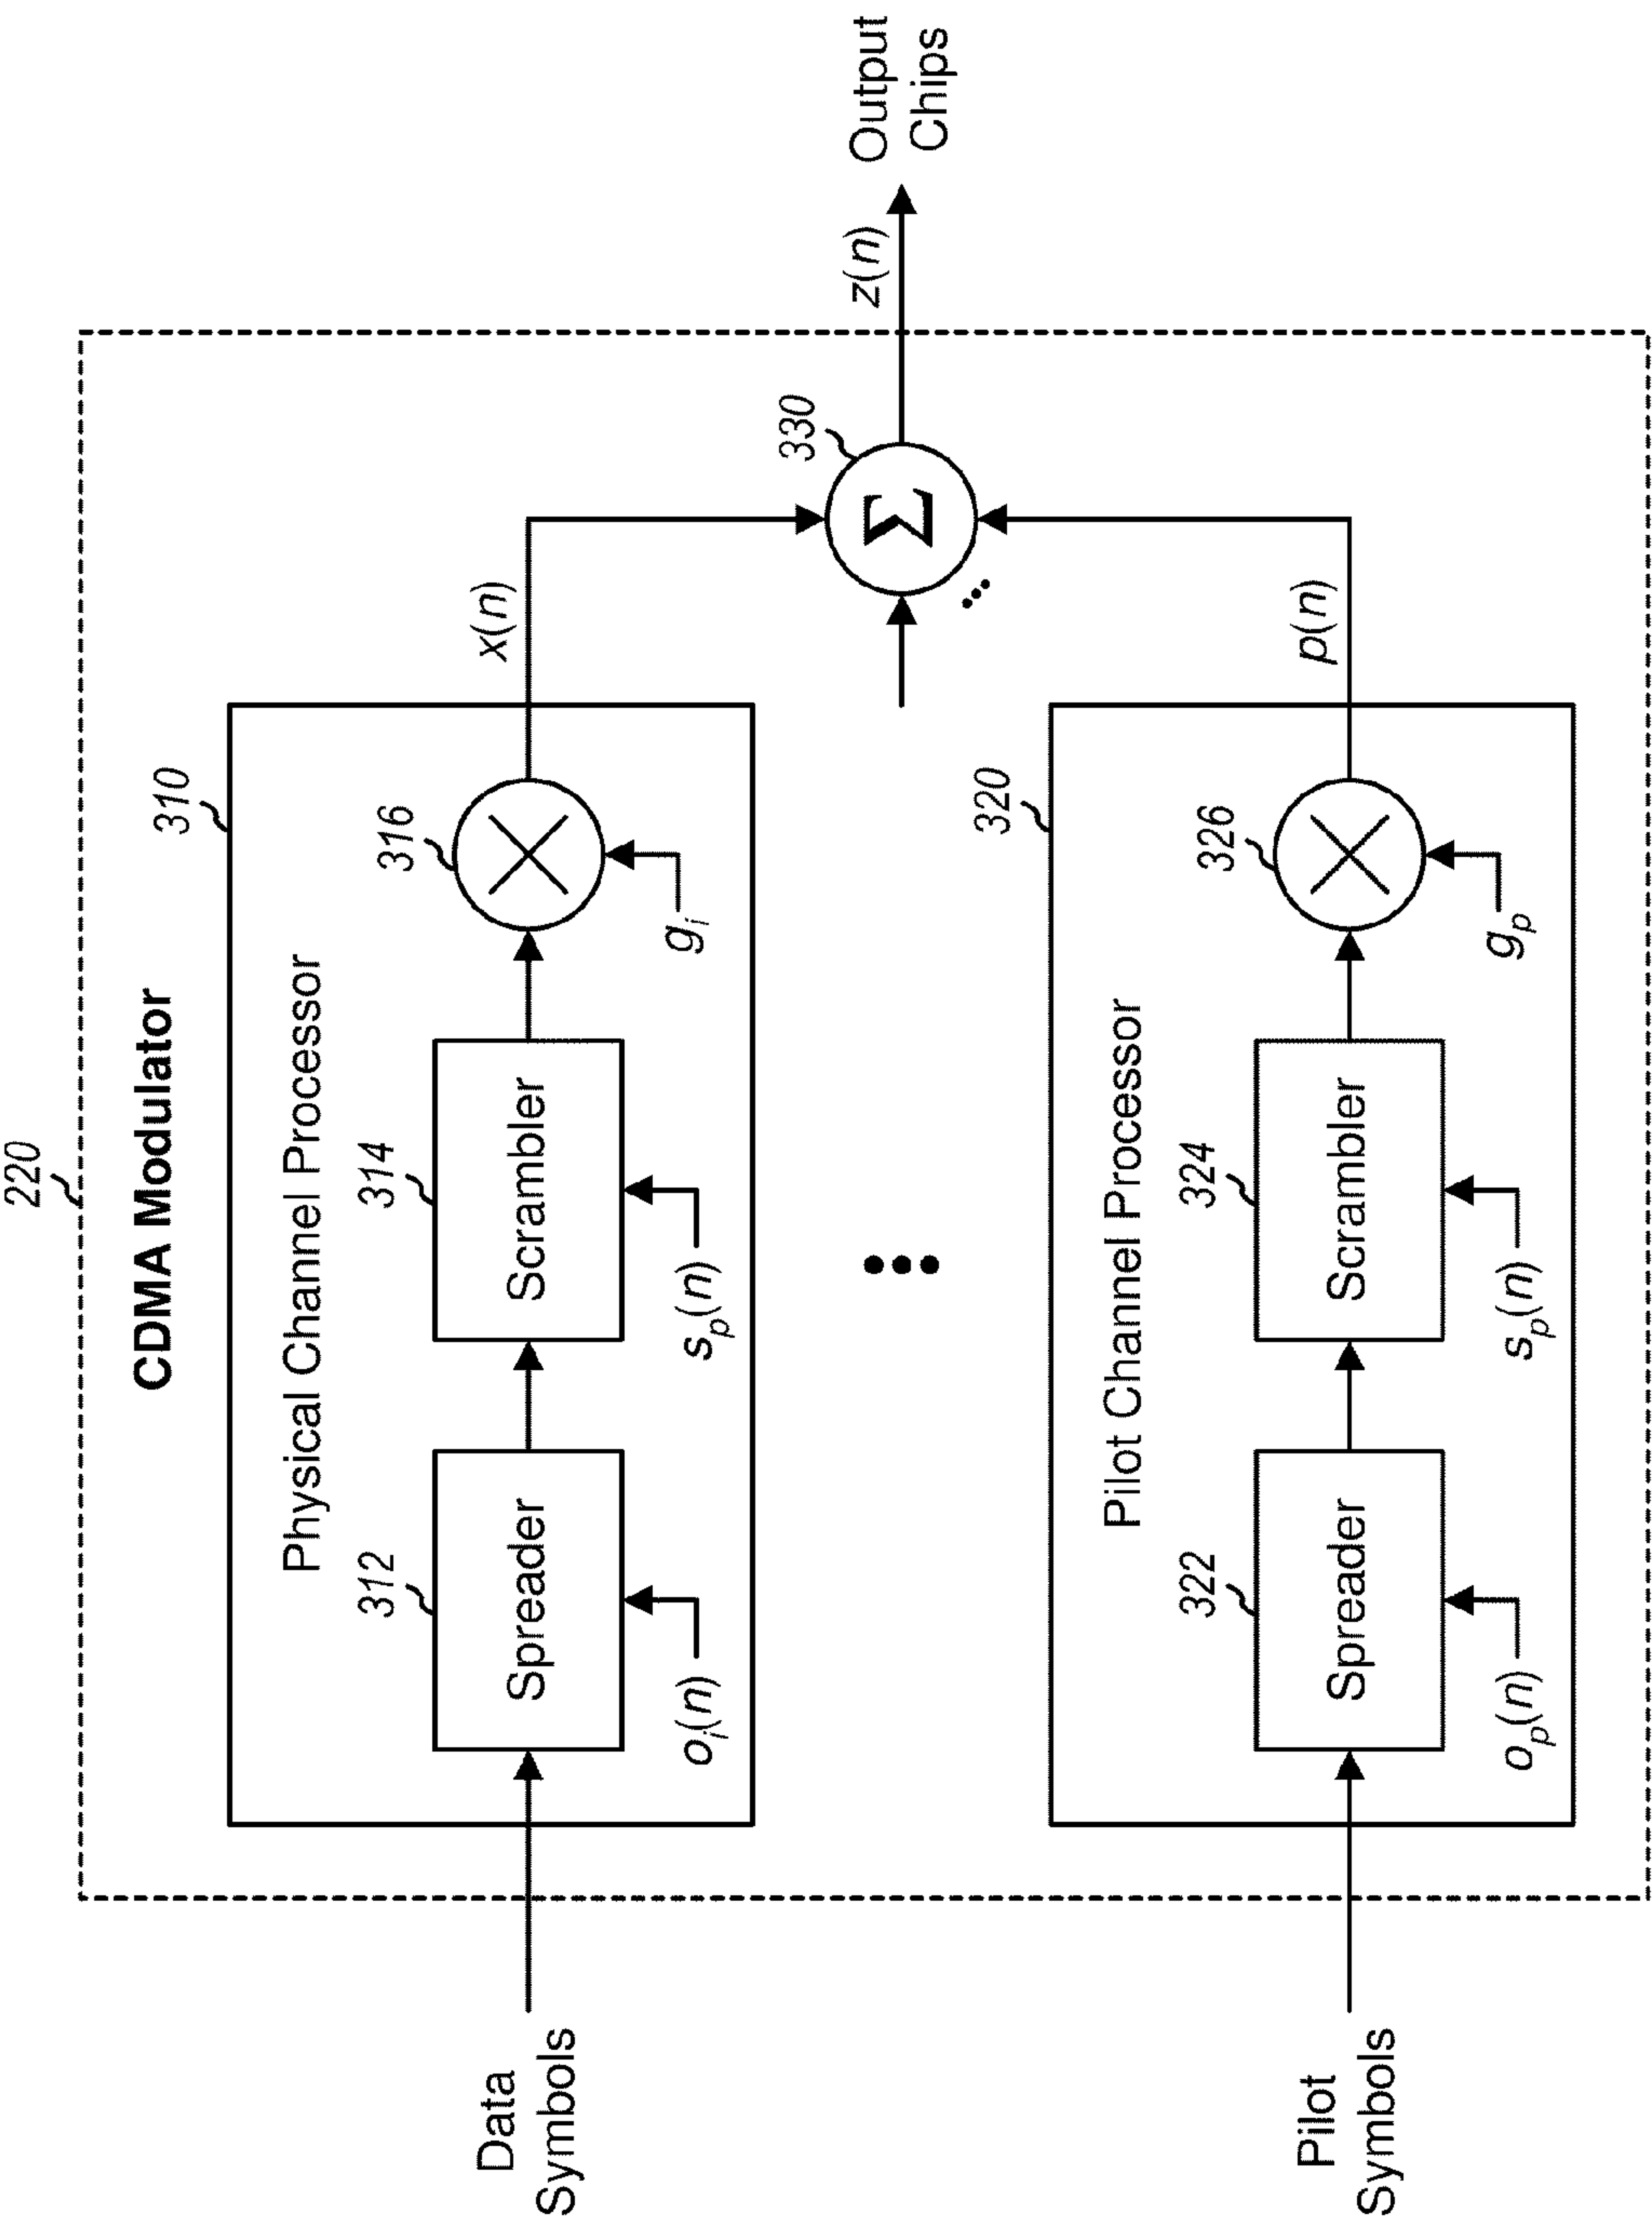 220
CDMA Modulator
310
Physical Channel Processor
312
314
316
Data
Symbols
Spreader
Scrambler
x(n)
o_i(n)
s_p(n)
g_i
330
Σ
z(n)
Output
Chips
320
Pilot Channel Processor
322
324
326
Pilot
Symbols
Spreader
Scrambler
p(n)
o_p(n)
s_p(n)
g_p